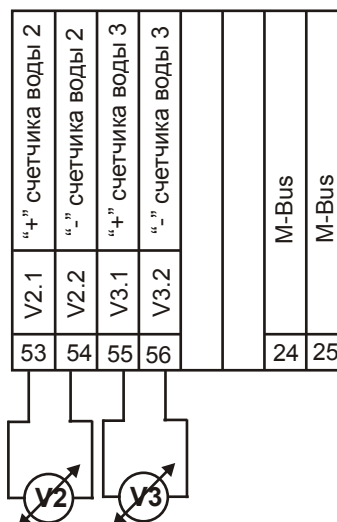 “+” счетчика воды 2
“-” счетчика воды 2
“+” счетчика воды 3
“-” счетчика воды 3
M-Bus
M-Bus
V2.1
V2.2
V3.1
V3.2
53 54 55 56 24 25
V2 V3